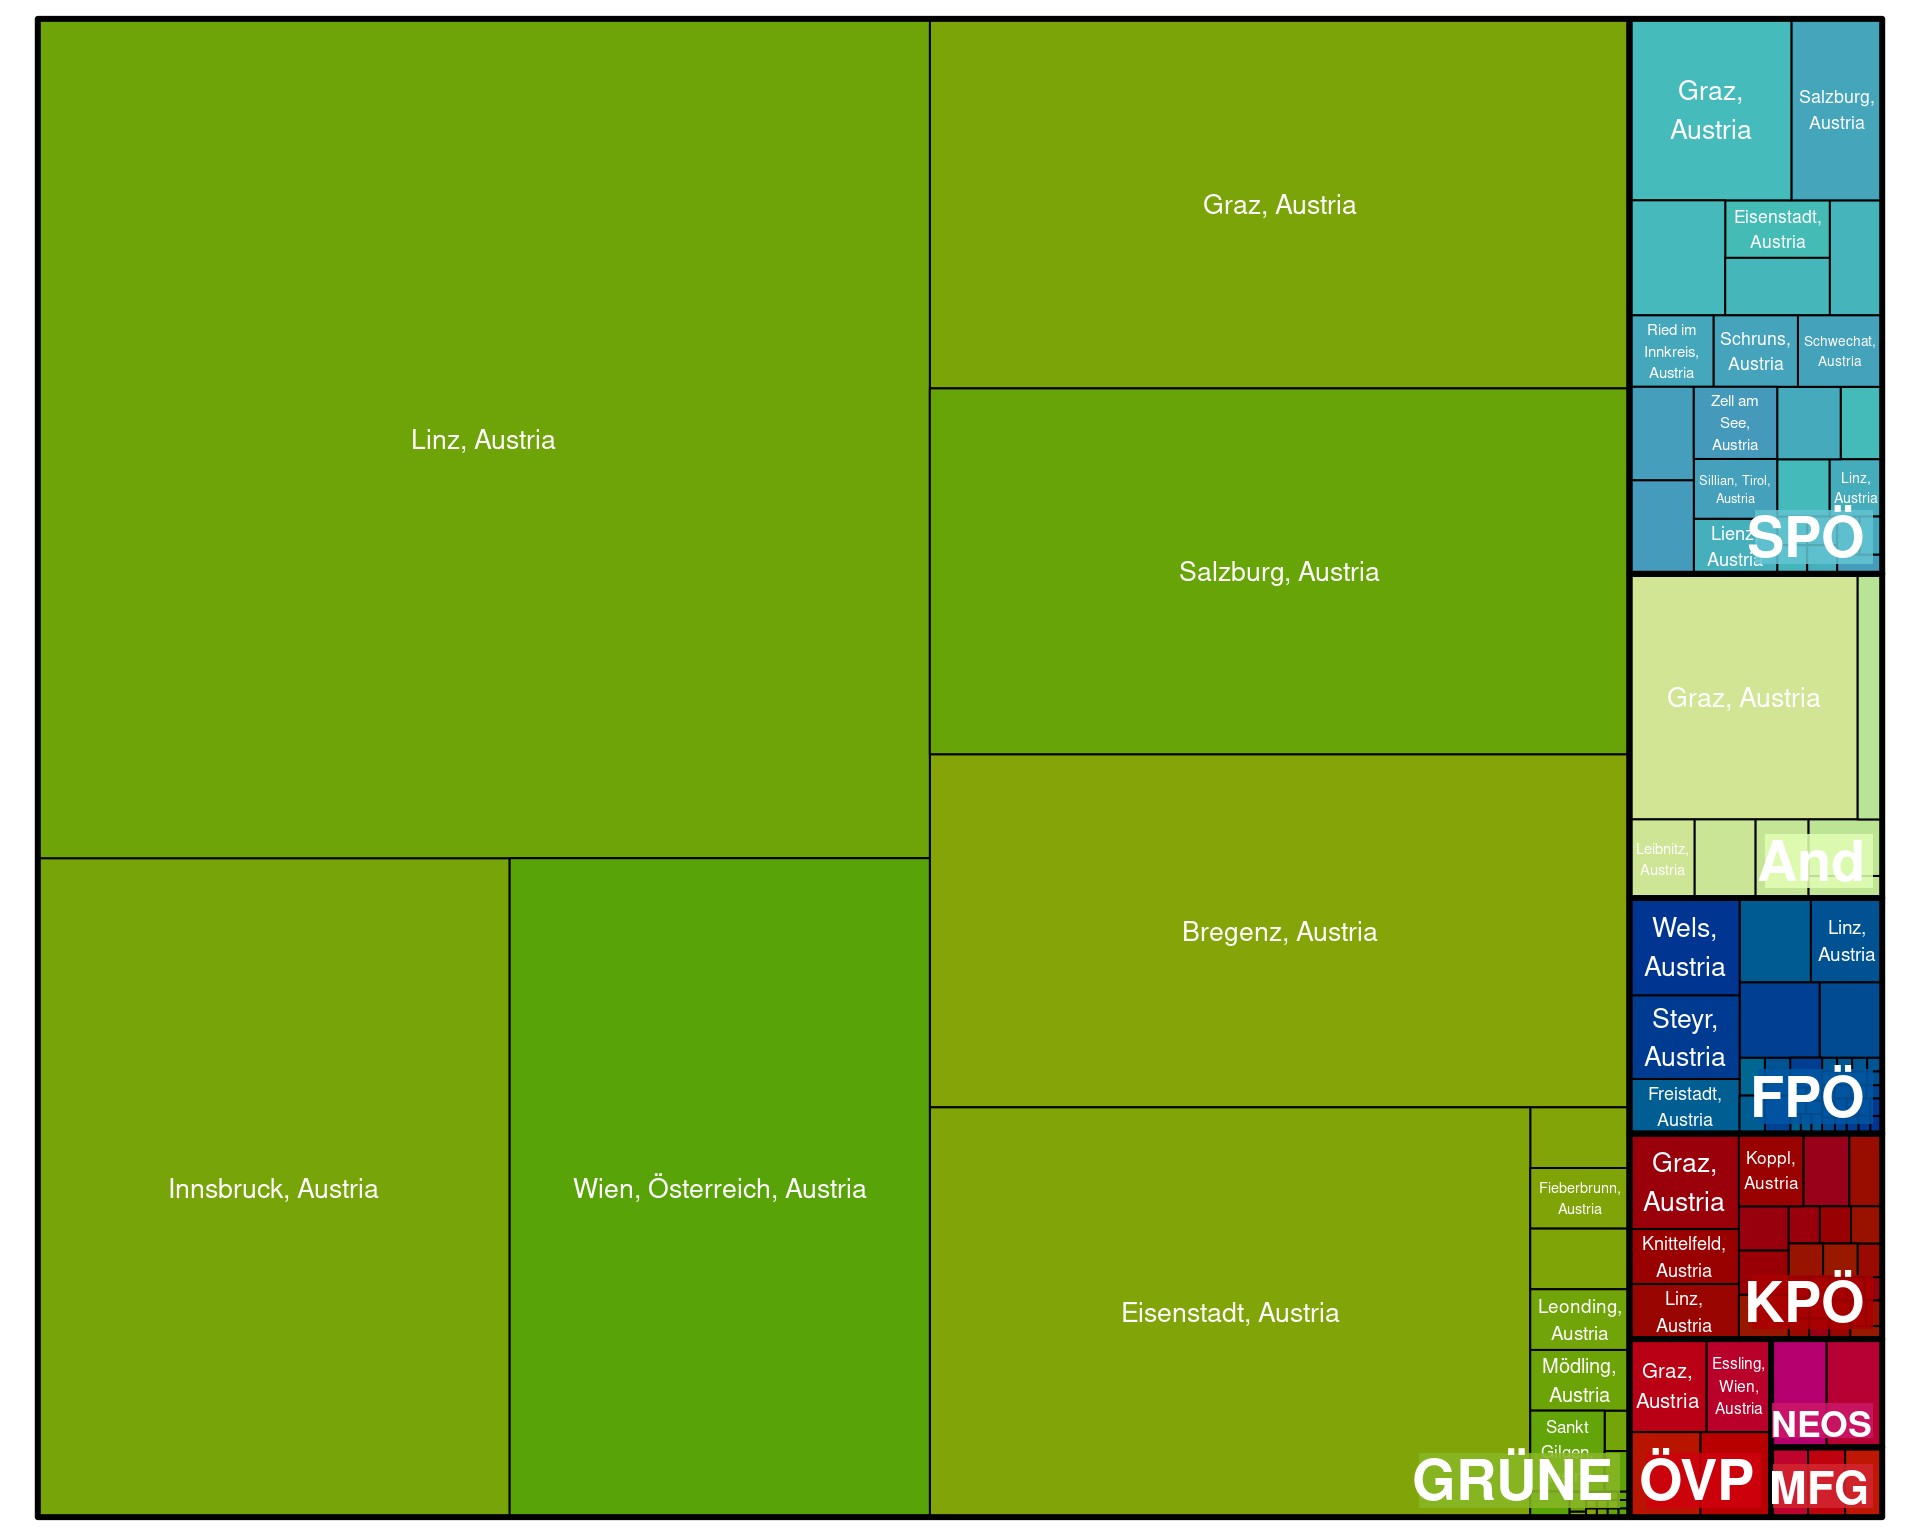 Linz, Austria
Innsbruck, Austria
Wien, Österreich, Austria
Graz, Austria
Salzburg, Austria
Bregenz, Austria
Eisenstadt, Austria
Fieberbrunn,
Austria
Leonding,
Austria
Mödling,
Austria
Sankt
Gilgen,
GRÜNE
Graz,
Austria
Salzburg,
Austria
Eisenstadt,
Austria
Ried im
Innkreis,
Austria
Schruns,
Austria
Schwechat,
Austria
Zell am
See,
Austria
Sillian, Tirol,
Austria
Linz,
Austria
Lienz,
Austria
SPÖ
Graz, Austria
Leibnitz,
Austria
And
Wels,
Austria
Linz,
Austria
Steyr,
Austria
Freistadt,
Austria
FPÖ
Graz,
Austria
Koppl,
Austria
Knittelfeld,
Austria
Linz,
Austria
KPÖ
Graz,
Austria
Essling,
Wien,
Austria
ÖVP
NEOS
MFG